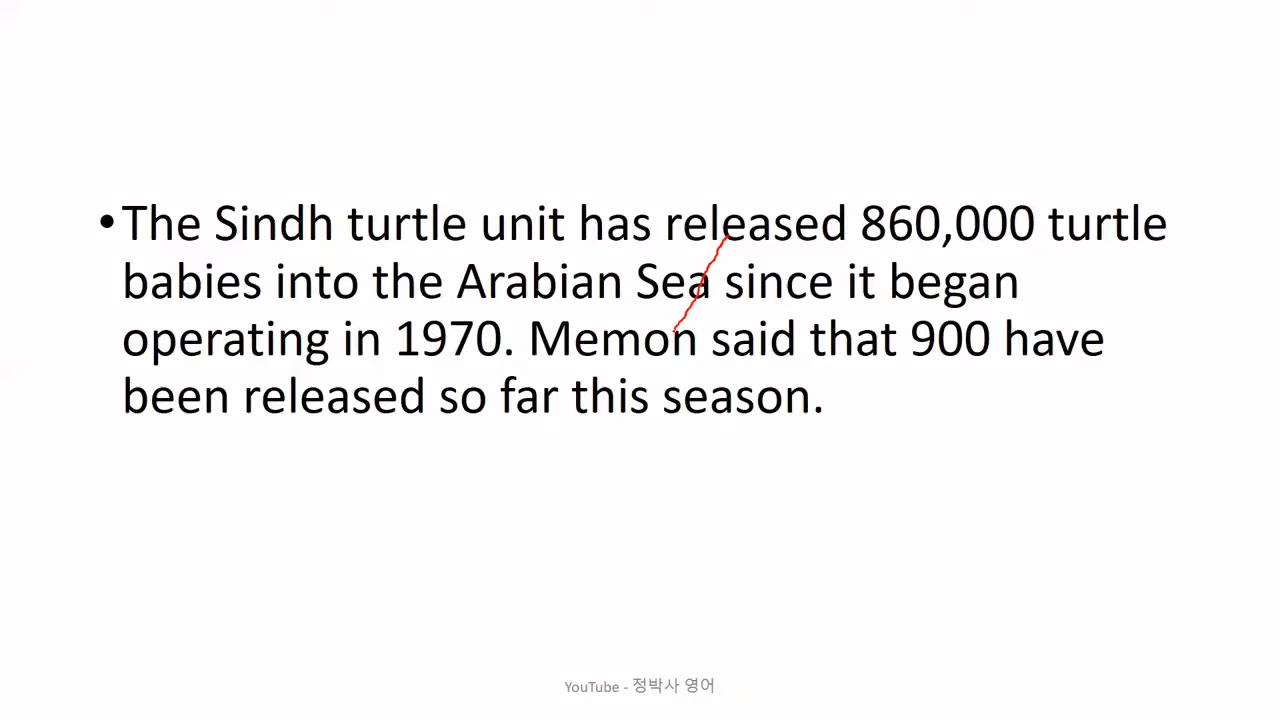 •The Sindh turtle unit has released 860,000 turtle
babies into the Arabian Sea since it began
operating in 1970. Memon said that 900 have
been released so far this season.
YouTube - 정박사 영어